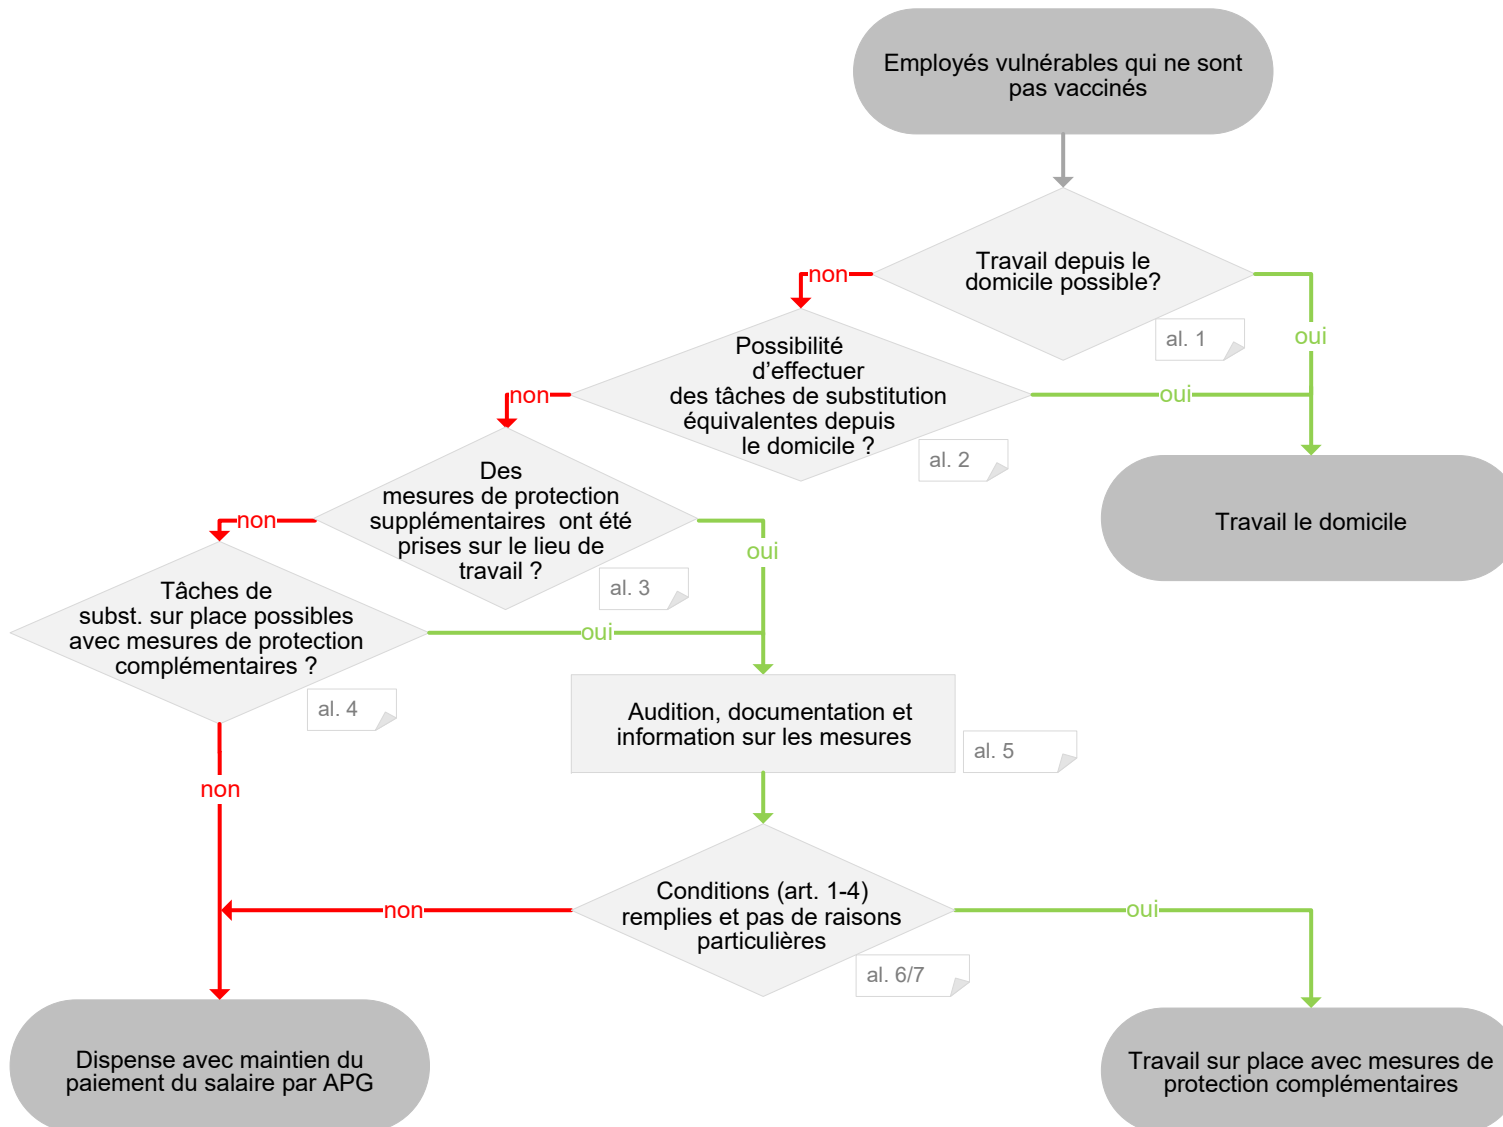 Employés vulnérables qui ne sont
pas vaccinés
Travail depuis le
domicile possible?
al. 1
non
oui
Possibilité
d’effectuer
des tâches de substitution
équivalentes depuis
le domicile ?
al. 2
non
oui
Travail le domicile
Des
mesures de protection
supplémentaires ont été
prises sur le lieu de
travail ?
al. 3
non
oui
Tâches de
subst. sur place possibles
avec mesures de protection
complémentaires ?
al. 4
oui
non
Audition, documentation et
information sur les mesures
al. 5
Conditions (art. 1-4)
remplies et pas de raisons
particulières
al. 6/7
non
oui
Dispense avec maintien du
paiement du salaire par APG
Travail sur place avec mesures de
protection complémentaires